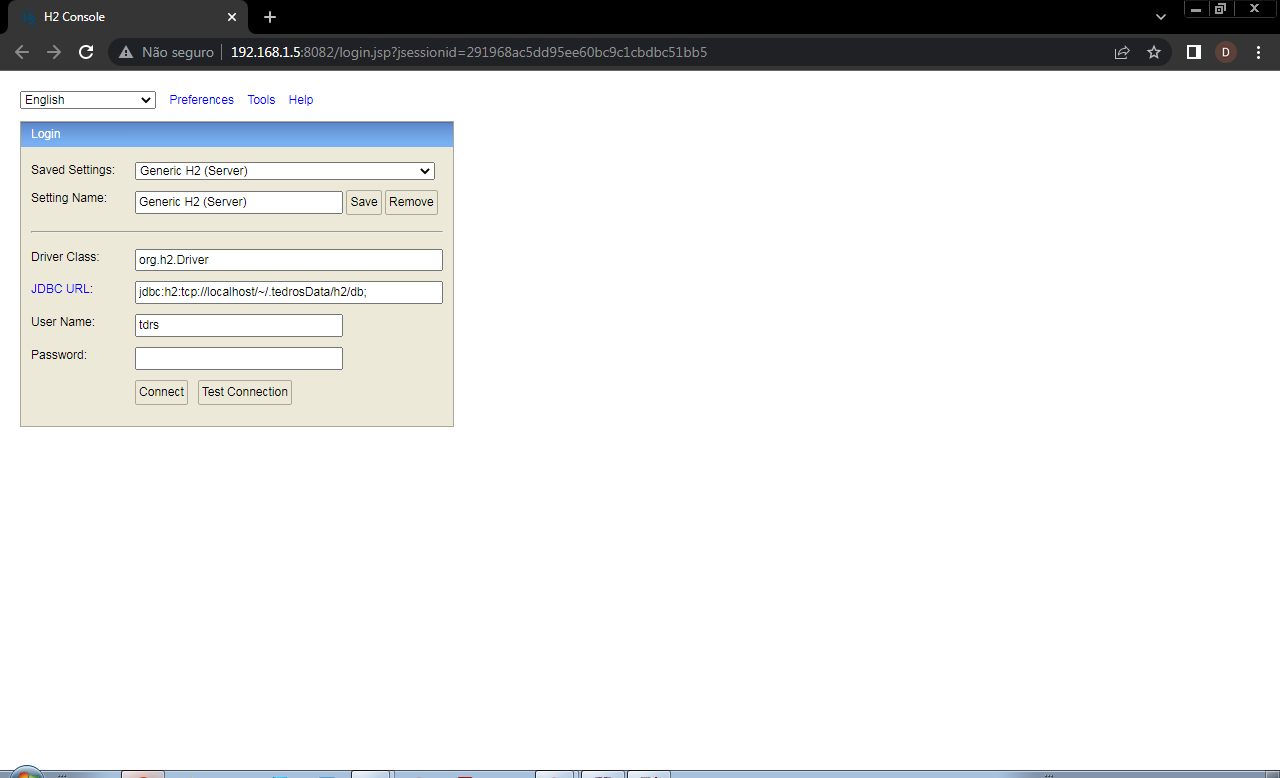 H2 Console
Não seguro 192.168.1.5:8082/login.jsp?jsessionid=291968ac5dd95ee60bc9c1cbdbc51bb5
D
English Preferences Tools Help
Login
Saved Settings: Generic H2 (Server)
Setting Name: Generic H2 (Server) Save Remove
Driver Class: org.h2.Driver
JDBC URL: jdbc:h2:tcp://localhost/~/.tedrosData/h2/db;
User Name: tdrs
Password:
Connect Test Connection